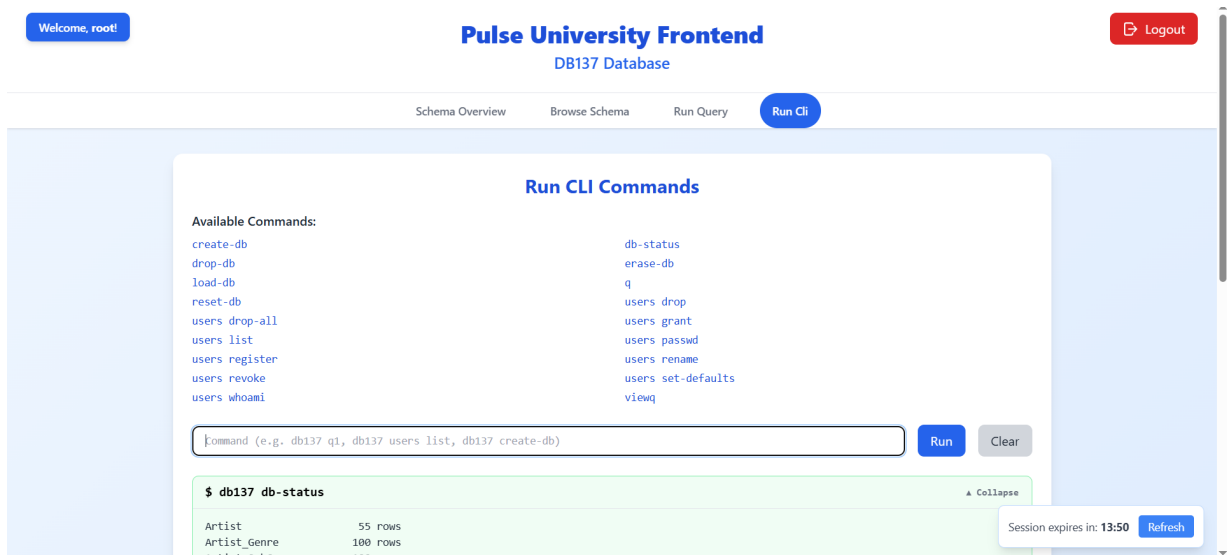 Welcome, root!
Pulse University Frontend
Logout
DB137 Database
Schema Overview
Browse Schema
Run Query
Run Cli
Run CLI Commands
Available Commands:
create-db
db-status
drop-db
erase-db
load-db
q
reset-db
users drop
users drop-all
users grant
users list
users passwd
users register
users rename
users revoke
users set-defaults
users whoami
viewq
Command (e.g. db137 q1, db137 users list, db137 create-db)
Run
Clear
$ db137 db-status
▲ Collapse
Artist 55 rows
Artist_Genre 100 rows
Session expires in: 13:50
Refresh